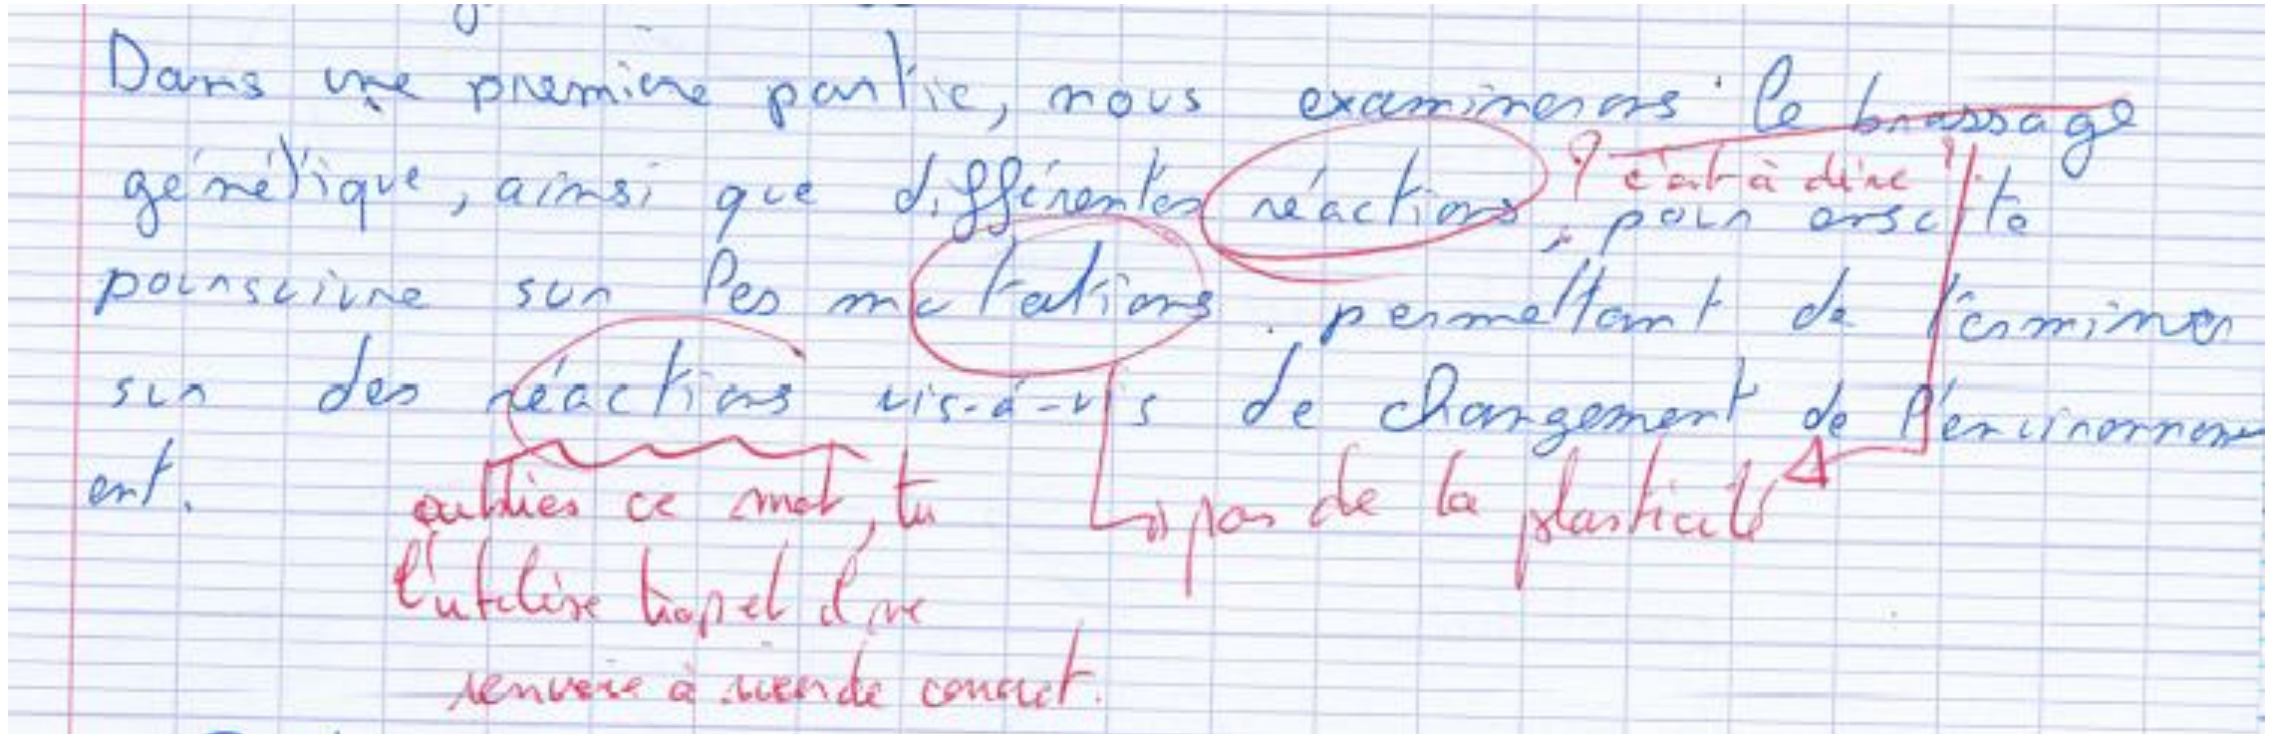 Dans une première partie, nous examinerons le brassage
génétique, ainsi que différentes réactions, pour ensuite
? c'est à dire ?
poursuivre sur les mutations permettant de terminer
sur des réactions vis-à-vis de changement de l'environnem
ent.
oublies ce mot, tu
l'utilise trop et il ne
renvoie à rien de concret.
pas de la plasticité